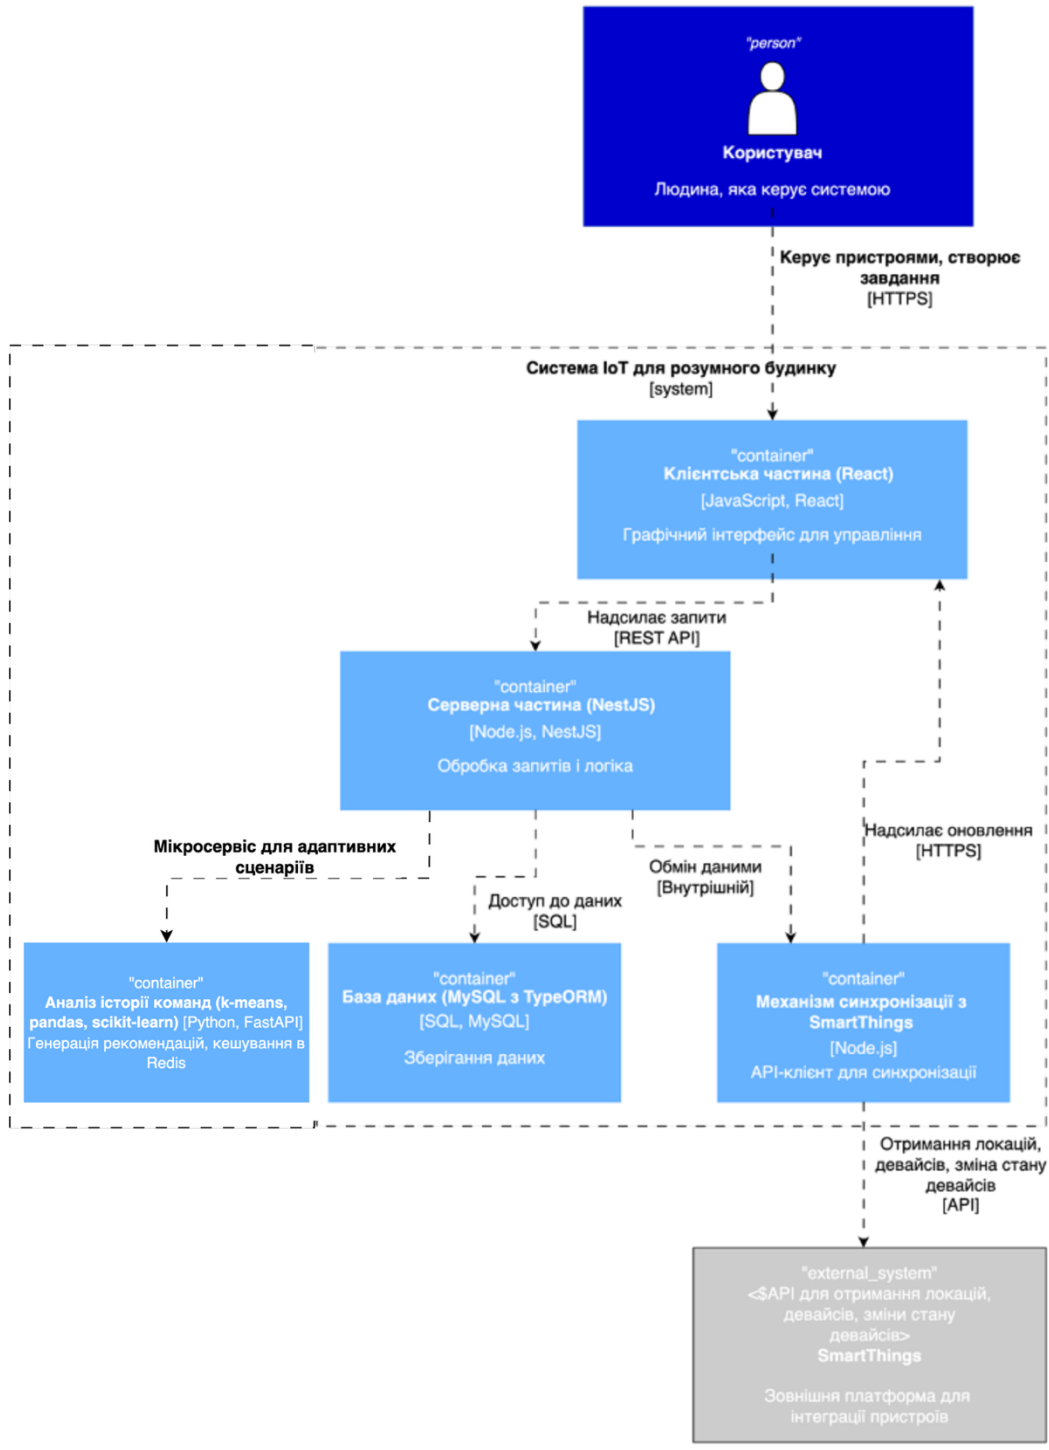 "person"
Користувач
Людина, яка керує системою
Керує пристроями, створює
завдання
[HTTPS]
Система IoT для розумного будинку
[system]
"container"
Клієнтська частина (React)
[JavaScript, React]
Графічний інтерфейс для управління
Надсилає запити
[REST API]
"container"
Серверна частина (NestJS)
[Node.js, NestJS]
Обробка запитів і логіка
Мікросервіс для адаптивних
сценаріїв
Доступ до даних
[SQL]
Обмін даними
[Внутрішній]
Надсилає оновлення
[HTTPS]
"container"
Аналіз історії команд (k-means,
pandas, scikit-learn) [Python, FastAPI]
Генерація рекомендацій, кешування в
Redis
"container"
База даних (MySQL з TypeORM)
[SQL, MySQL]
Зберігання даних
"container"
Механізм синхронізації з
SmartThings
[Node.js]
API-клієнт для синхронізації
Отримання локацій,
девайсів, зміна стану
девайсів
[API]
"external_system"
<$API для отримання локацій,
девайсів, зміни стану
девайсів>
SmartThings
Зовнішня платформа для
інтеграції пристроїв